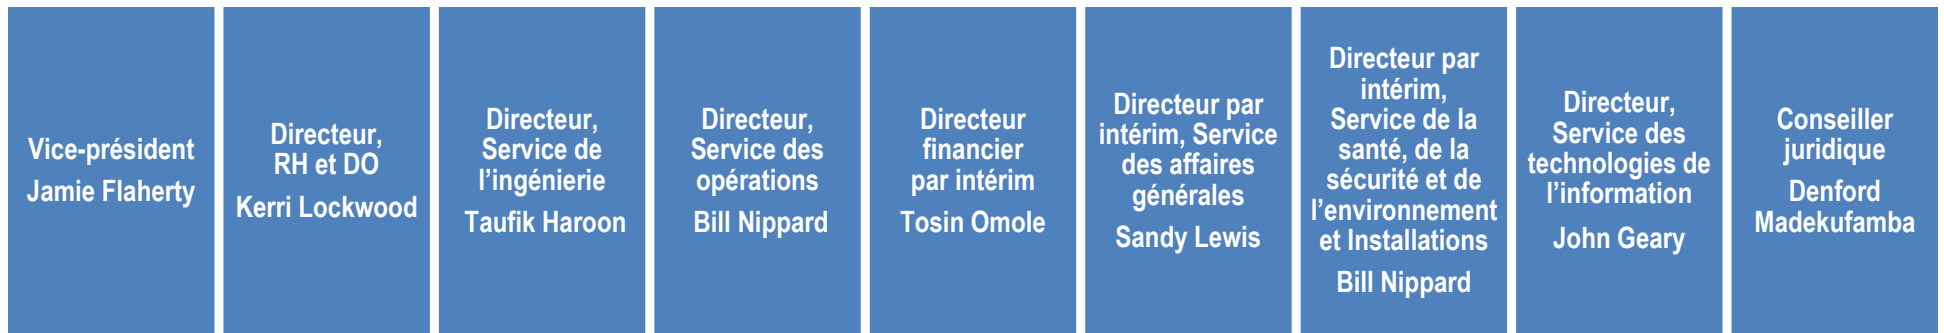 Vice-président
Jamie Flaherty
Directeur,
RH et DO
Kerri Lockwood
Directeur,
Service de
l’ingénierie
Taufik Haroon
Directeur,
Service des
opérations
Bill Nippard
Directeur
financier
par intérim
Tosin Omole
Directeur par
intérim, Service
des affaires
générales
Sandy Lewis
Directeur par
intérim,
Service de la
santé, de la
sécurité et de
l’environnement
et Installations
Bill Nippard
Directeur,
Service des
technologies de
l’information
John Geary
Conseiller
juridique
Denford
Madekufamba